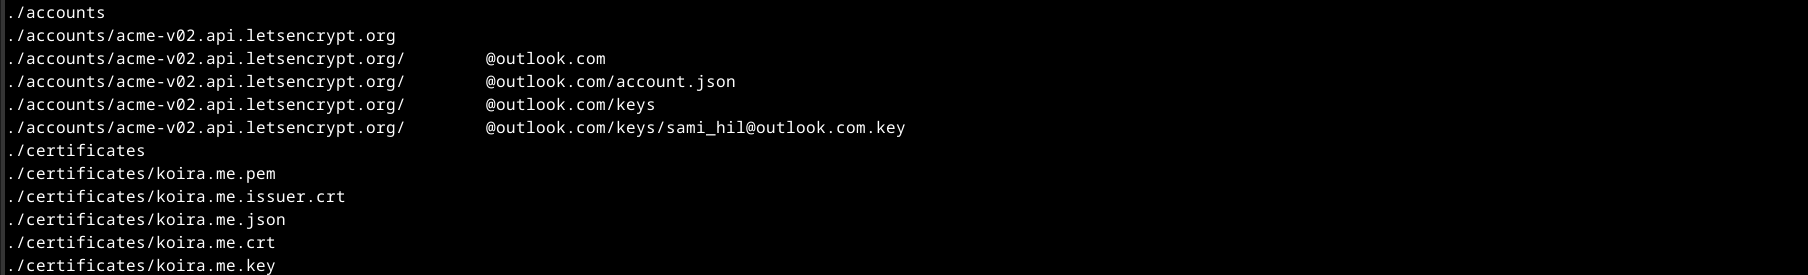 ./accounts
./accounts/acme-v02.api.letsencrypt.org
./accounts/acme-v02.api.letsencrypt.org/        @outlook.com
./accounts/acme-v02.api.letsencrypt.org/        @outlook.com/account.json
./accounts/acme-v02.api.letsencrypt.org/        @outlook.com/keys
./accounts/acme-v02.api.letsencrypt.org/        @outlook.com/keys/sami_hil@outlook.com.key
./certificates
./certificates/koira.me.pem
./certificates/koira.me.issuer.crt
./certificates/koira.me.json
./certificates/koira.me.crt
./certificates/koira.me.key